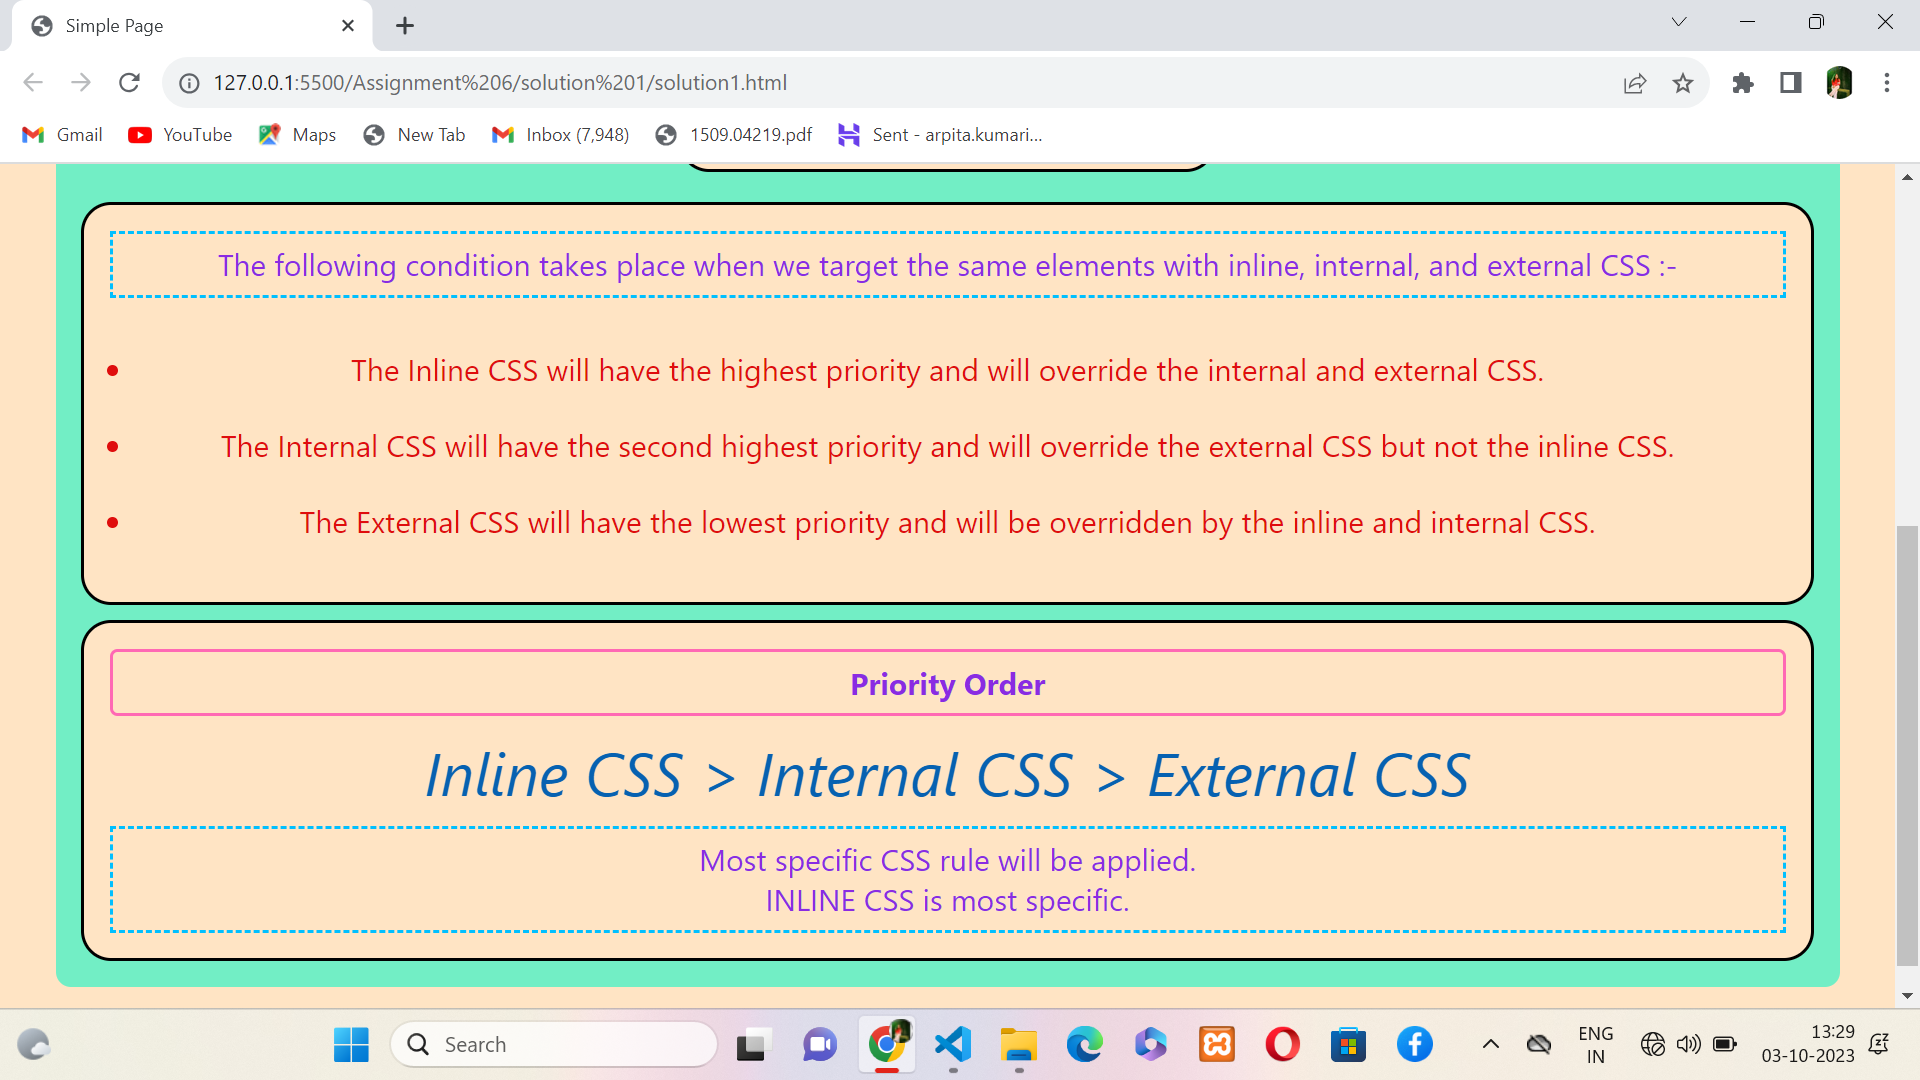 Simple Page
127.0.0.1:5500/Assignment%206/solution%201/solution1.html
Gmail YouTube Maps New Tab Inbox (7,948) 1509.04219.pdf Sent - arpita.kumari...
The following condition takes place when we target the same elements with inline, internal, and external CSS :-
• The Inline CSS will have the highest priority and will override the internal and external CSS.
• The Internal CSS will have the second highest priority and will override the external CSS but not the inline CSS.
• The External CSS will have the lowest priority and will be overridden by the inline and internal CSS.
Priority Order
Inline CSS > Internal CSS > External CSS
Most specific CSS rule will be applied.
INLINE CSS is most specific.
Search
ENG
IN
13:29
03-10-2023